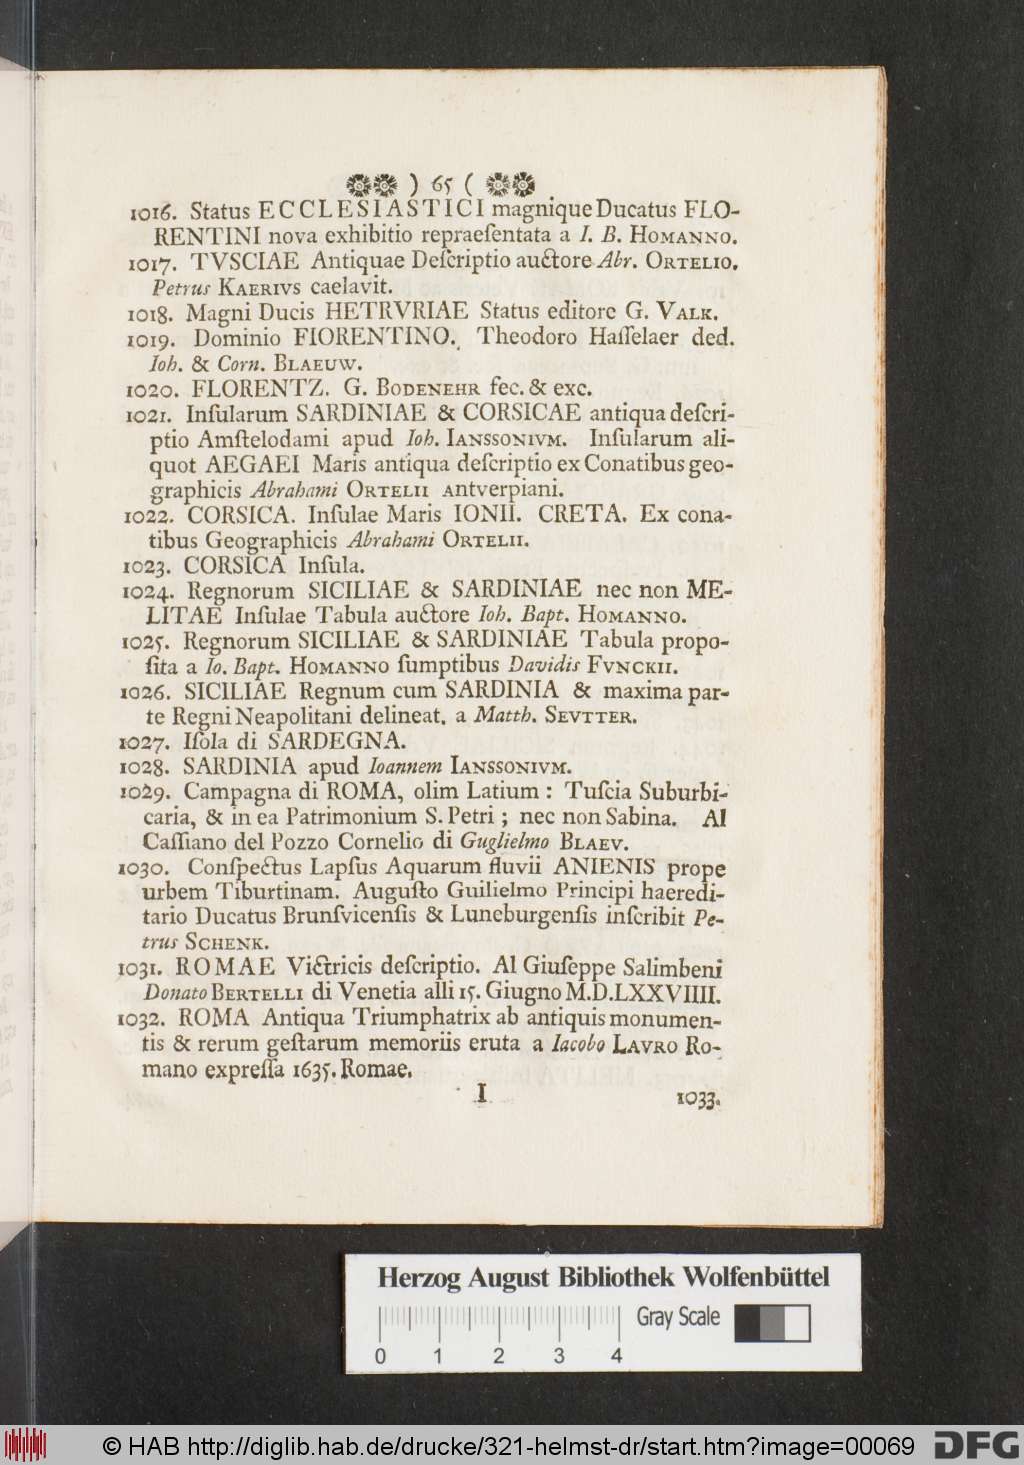 ) 65 (
1016. Status ECCLESIASTICI magnique Ducatus FLO-
RENTINI nova exhibitio repraeſentata a I. B. HOMANNO.
1017. TVSCIAE Antiquae Deſcriptio auctore Abr. ORTELIO.
Petrus KAERIVS caelavit.
1018. Magni Ducis HETRVRIAE Status editore G. VALK.
1019. Dominio FIORENTINO. Theodoro Haſſelaer ded.
Ioh. & Corn. BLAEUW.
1020. FLORENTZ. G. BODENEHR fec. & exc.
1021. Inſularum SARDINIAE & CORSICAE antiqua deſcri-
ptio Amſtelodami apud Ioh. IANSSONIVM. Inſularum ali-
quot AEGAEI Maris antiqua deſcriptio ex Conatibus geo-
graphicis Abrahami ORTELII Antverpiani.
1022. CORSICA. Inſulae Maris IONII. CRETA. Ex cona-
tibus Geographicis Abrahami ORTELII.
1023. CORSICA Inſula.
1024. Regnorum SICILIAE & SARDINIAE nec non ME-
LITAE Inſulae Tabula auctore Ioh. Bapt. HOMANNO.
1025. Regnorum SICILIAE & SARDINIAE Tabula propo-
ſita a Io. Bapt. HOMANNO ſumptibus Davidis FVNCKII.
1026. SICILIAE Regnum cum SARDINIA & maxima par-
te Regni Neapolitani delineat. a Matth. SEVTTER.
1027. Iſola di SARDEGNA.
1028. SARDINIA apud Ioannem IANSSONIVM.
1029. Campagna di ROMA, olim Latium : Tuſcia Suburbi-
caria, & in ea Patrimonium S. Petri ; nec non Sabina. Al
Caſſiano del Pozzo Cornelio di Guglielmo BLAEV.
1030. Conſpectus Lapſus Aquarum fluvii ANIENIS prope
urbem Tiburtinam. Auguſto Guilielmo Principi haeredi-
tario Ducatus Brunſvicenſis & Luneburgenſis inſcribit Pe-
trus SCHENK.
1031. ROMAE Victricis deſcriptio. Al Giuſeppe Salimbeni
Donato BERTELLI di Venetia alli 15. Giugno M.D.LXXVIIII.
1032. ROMA Antiqua Triumphatrix ab antiquis monumen-
tis & rerum geſtarum memoriis eruta a Iacobo LAVRO Ro-
mano expreſſa 1635. Romae.
I
1033.
Herzog August Bibliothek Wolfenbüttel
Gray Scale
0 1 2 3 4
© HAB http://diglib.hab.de/drucke/321-helmst-dr/start.htm?image=00069
DFG